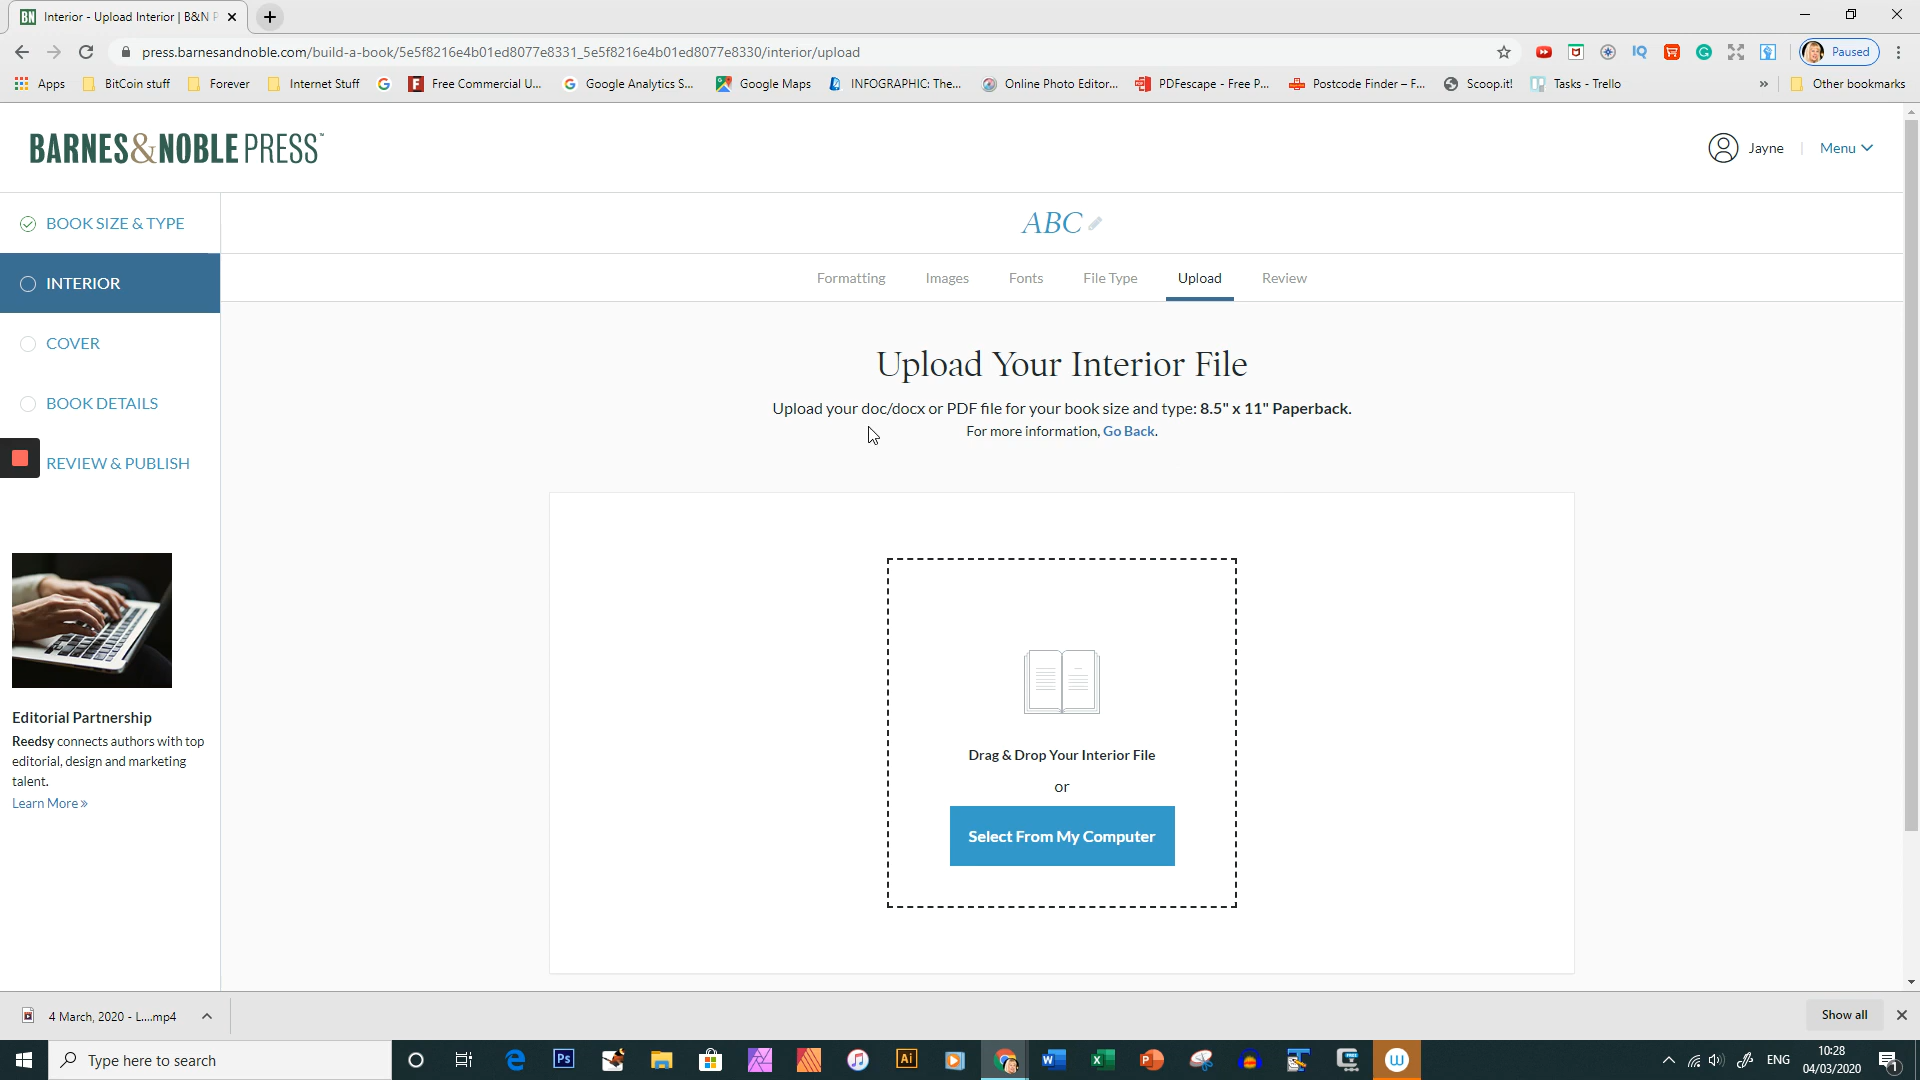 Interior - Upload Interior | B&N P
press.barnesandnoble.com/build-a-book/5e5f8216e4b01ed8077e8331_5e5f8216e4b01ed8077e8330/interior/upload
Paused
Apps BitCoin stuff Forever Internet Stuff Free Commercial U... Google Analytics S... Google Maps INFOGRAPHIC: The... Online Photo Editor... PDFescape - Free P... Postcode Finder – F... Scoop.it! Tasks - Trello » Other bookmarks
BARNES&NOBLE PRESS™
Jayne | Menu
BOOK SIZE & TYPE
ABC
INTERIOR
Formatting Images Fonts File Type Upload Review
COVER
Upload Your Interior File
BOOK DETAILS
Upload your doc/docx or PDF file for your book size and type: 8.5" x 11" Paperback.
For more information, Go Back.
REVIEW & PUBLISH
Editorial Partnership
Reedsy connects authors with top
editorial, design and marketing
talent.
Learn More »
Drag & Drop Your Interior File
or
Select From My Computer
4 March, 2020 - L....mp4
Show all
Type here to search
ENG
10:28
04/03/2020
1